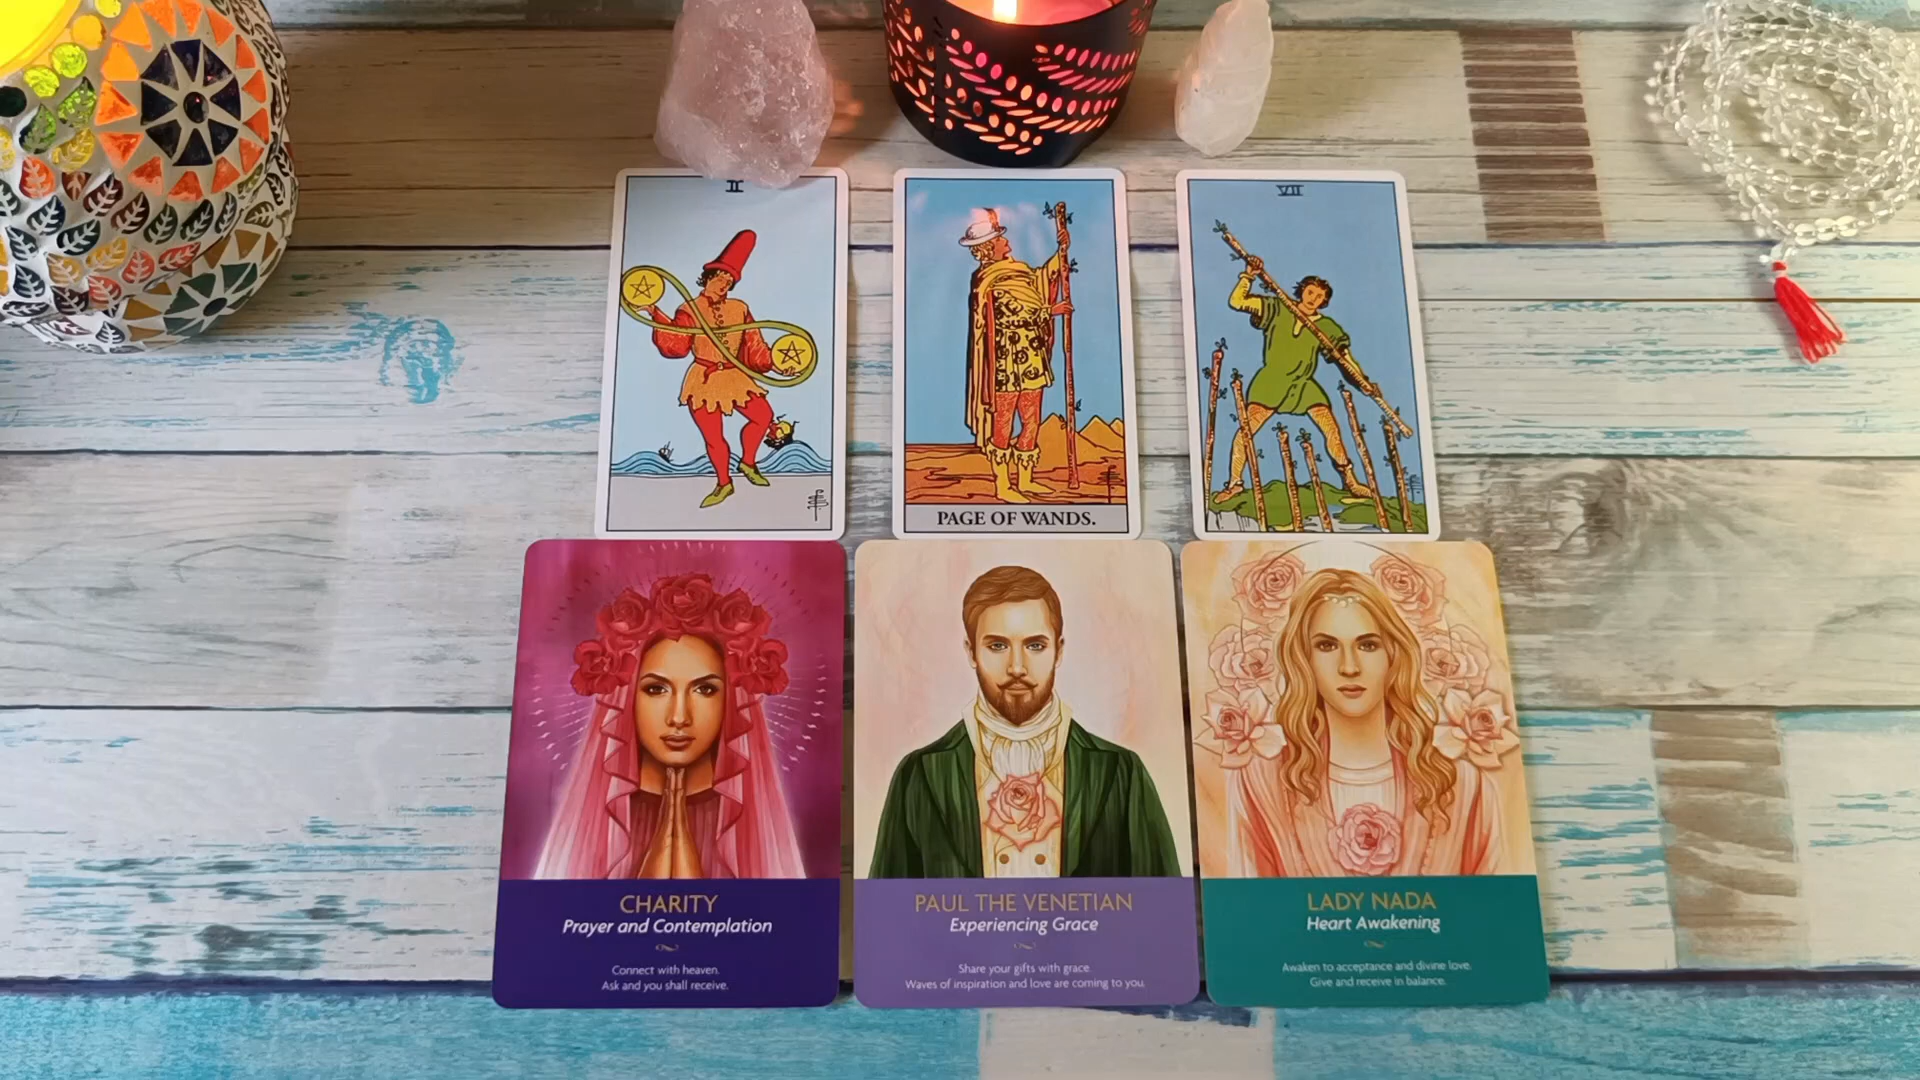 II
VII
PAGE OF WANDS.
CHARITY
Prayer and Contemplation
Connect with heaven.
Ask and you shall receive.
PAUL THE VENETIAN
Experiencing Grace
Share your gifts with grace.
Waves of inspiration and love are coming to you.
LADY NADA
Heart Awakening
Awaken to acceptance and divine love.
Give and receive in balance.